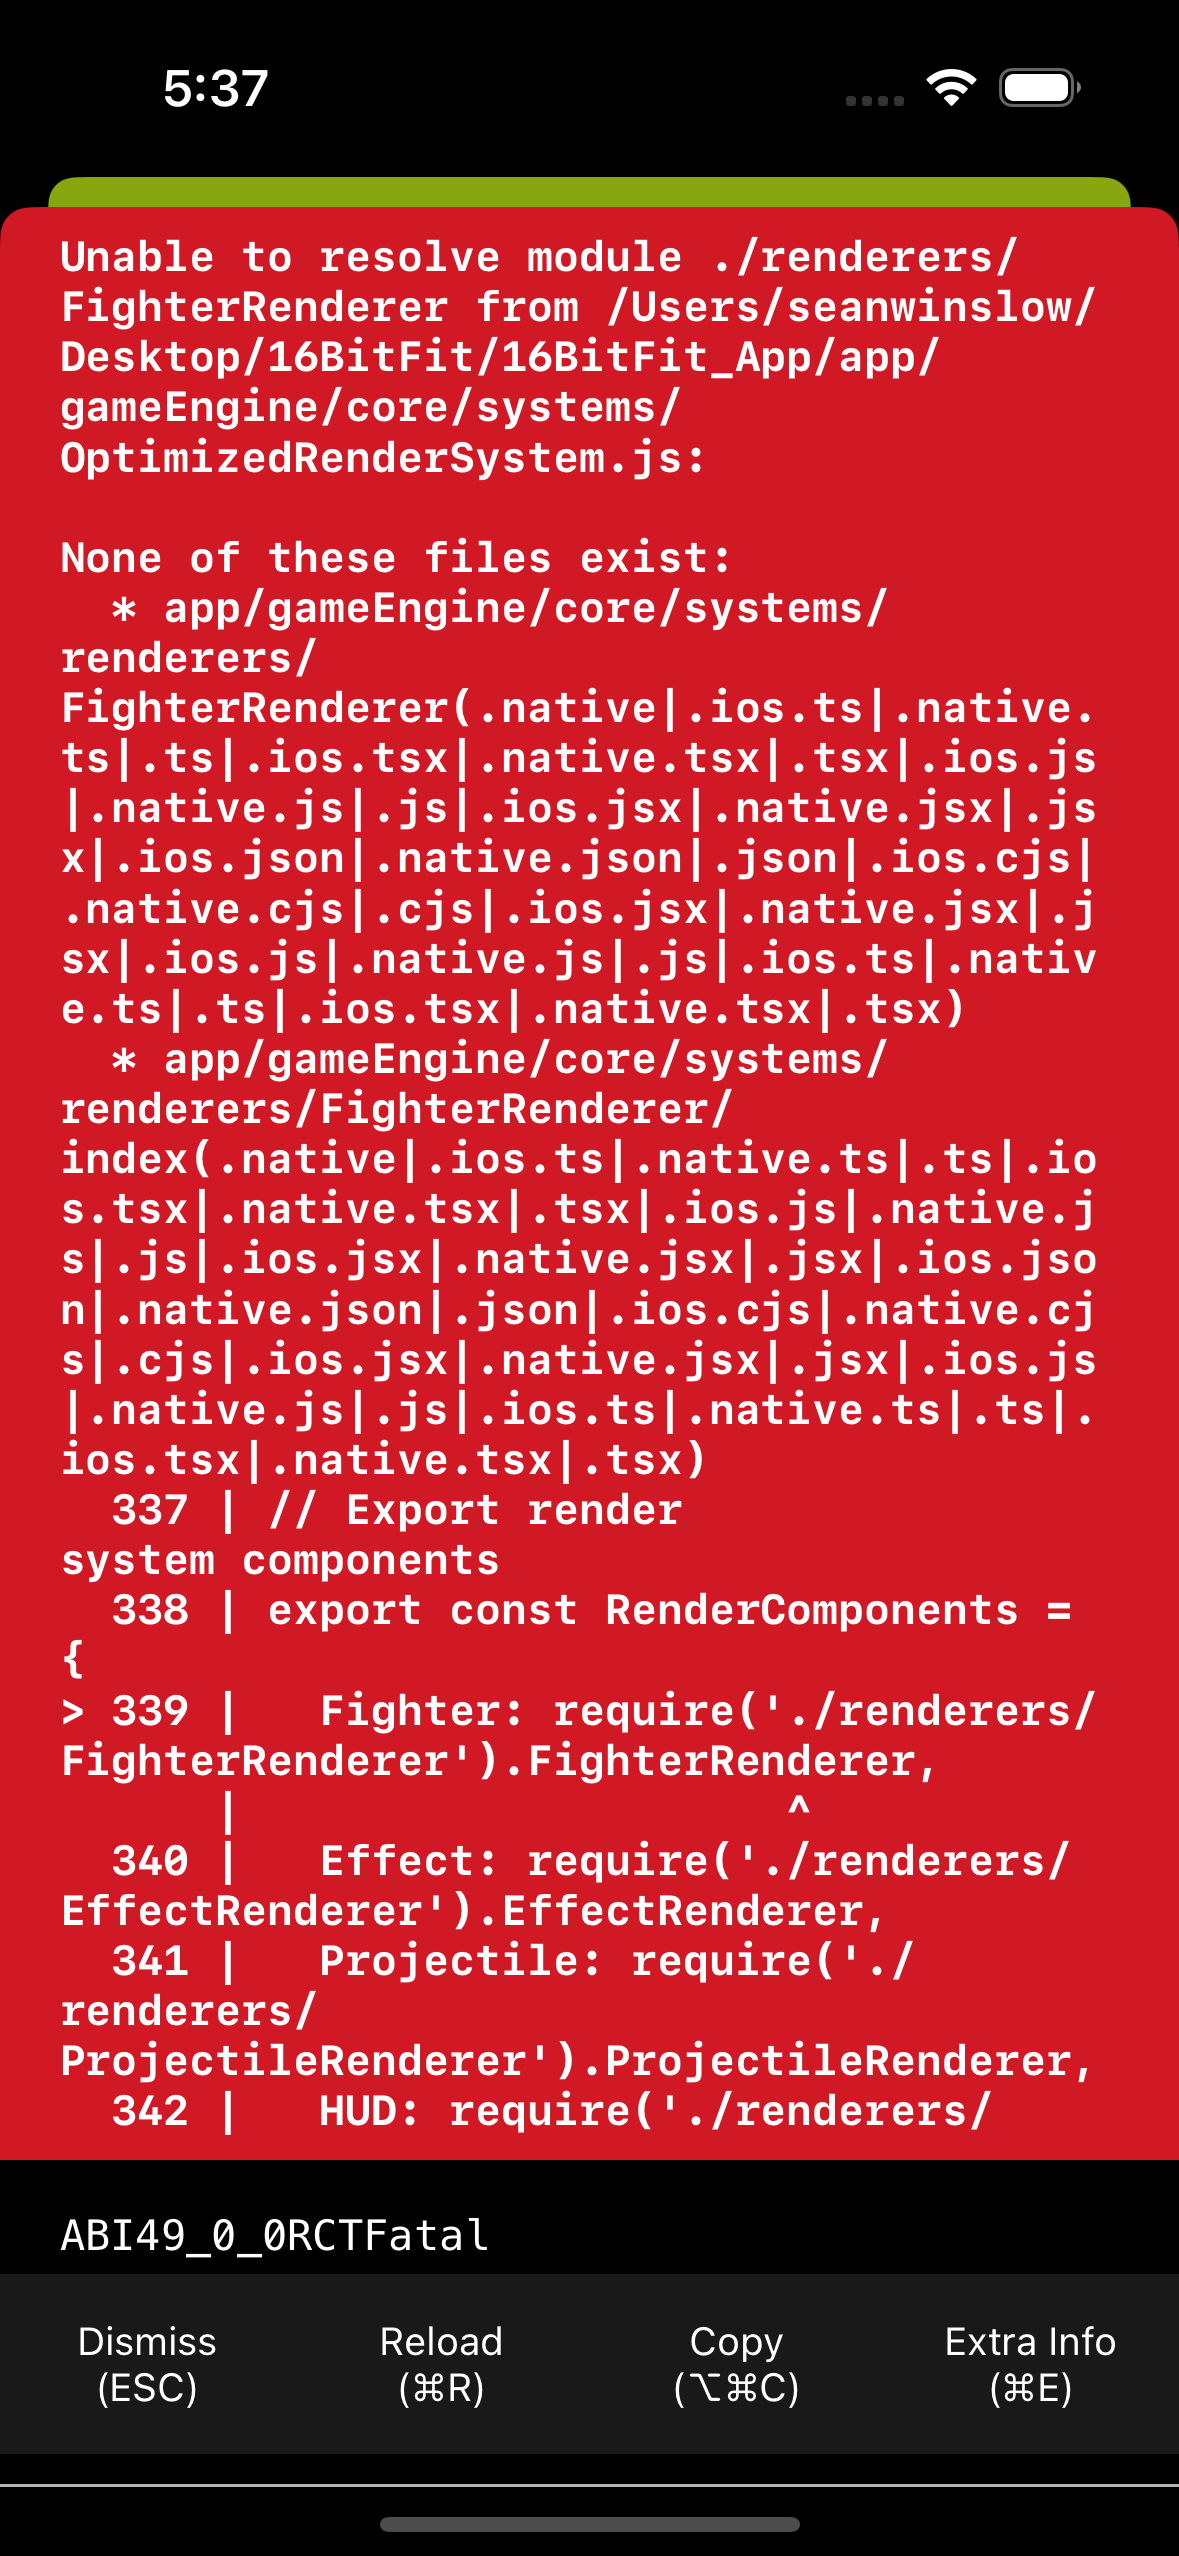 5:37
Unable to resolve module ./renderers/
FighterRenderer from /Users/seanwinslow/
Desktop/16BitFit/16BitFit_App/app/
gameEngine/core/systems/
OptimizedRenderSystem.js:
None of these files exist:
  * app/gameEngine/core/systems/
renderers/
FighterRenderer(.native|.ios.ts|.native.
ts|.ts|.ios.tsx|.native.tsx|.tsx|.ios.js
|.native.js|.js|.ios.jsx|.native.jsx|.js
x|.ios.json|.native.json|.json|.ios.cjs|
.native.cjs|.cjs|.ios.jsx|.native.jsx|.j
sx|.ios.js|.native.js|.js|.ios.ts|.nativ
e.ts|.ts|.ios.tsx|.native.tsx|.tsx)
  * app/gameEngine/core/systems/
renderers/FighterRenderer/
index(.native|.ios.ts|.native.ts|.ts|.io
s.tsx|.native.tsx|.tsx|.ios.js|.native.j
s|.js|.ios.jsx|.native.jsx|.jsx|.ios.jso
n|.native.json|.json|.ios.cjs|.native.cj
s|.cjs|.ios.jsx|.native.jsx|.jsx|.ios.js
|.native.js|.js|.ios.ts|.native.ts|.ts|.
ios.tsx|.native.tsx|.tsx)
  337 | // Export render
system components
  338 | export const RenderComponents =
{
> 339 |   Fighter: require('./renderers/
FighterRenderer').FighterRenderer,
      |                      ^
  340 |   Effect: require('./renderers/
EffectRenderer').EffectRenderer,
  341 |   Projectile: require('./
renderers/
ProjectileRenderer').ProjectileRenderer,
  342 |   HUD: require('./renderers/
ABI49_0_0RCTFatal
Dismiss
(ESC)
Reload
(⌘R)
Copy
(⌥⌘C)
Extra Info
(⌘E)